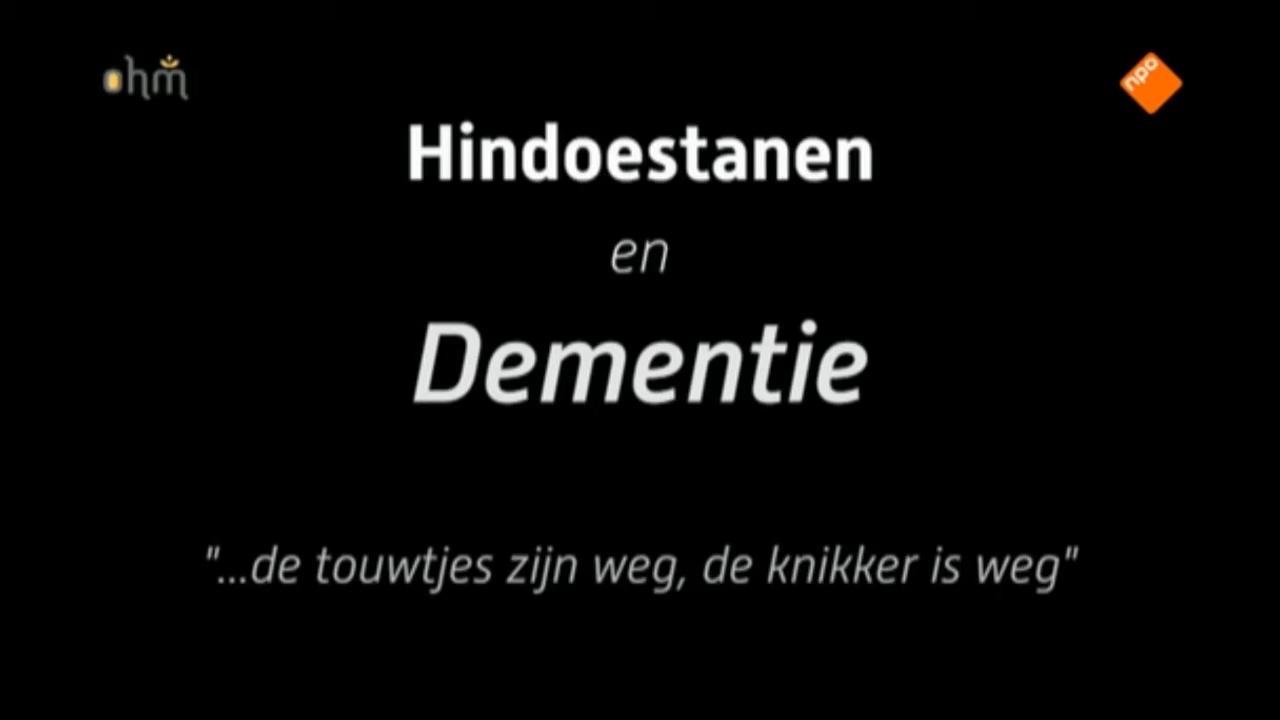 ohm
npo
Hindoestanen
en
Dementie
"...de touwtjes zijn weg, de knikker is weg"